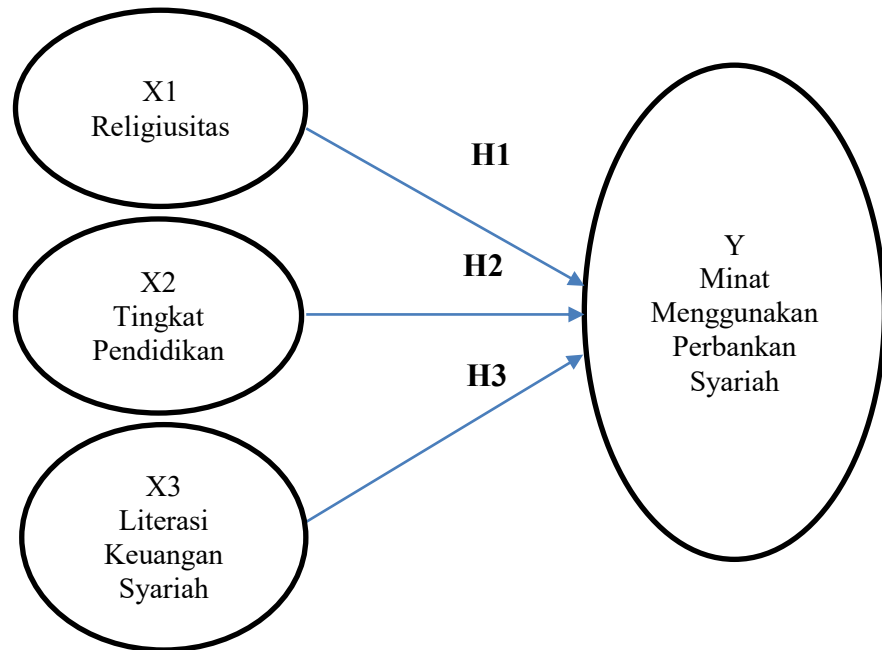 X1
Religiusitas
H1
X2
Tingkat
Pendidikan
H2
X3
Literasi
Keuangan
Syariah
H3
Y
Minat
Menggunakan
Perbankan
Syariah